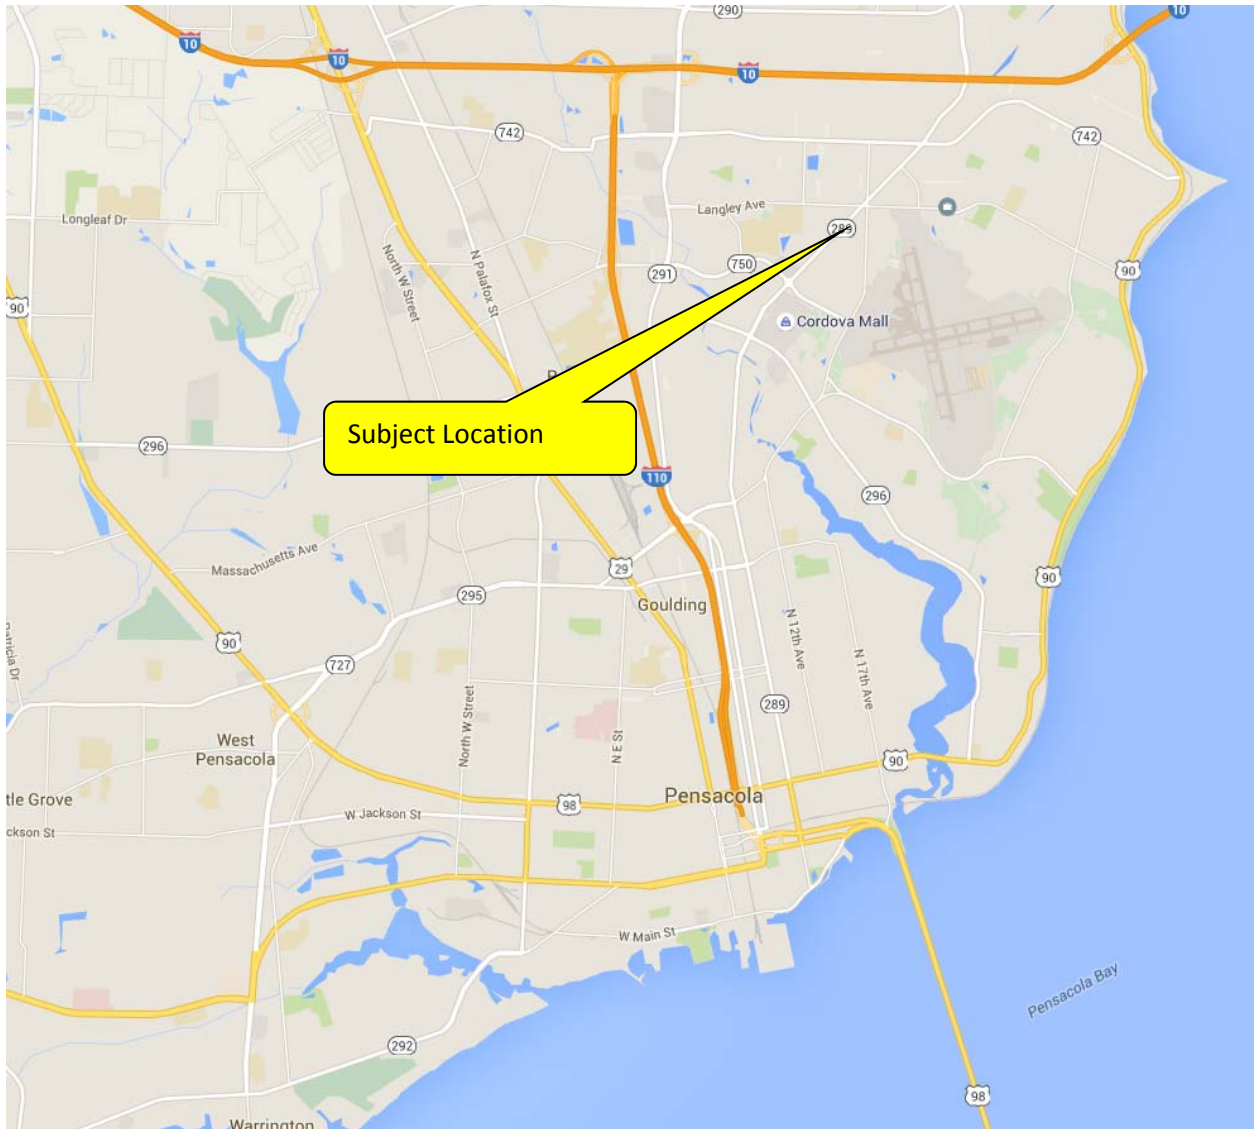 290
10
10
10
10
742
742
Langley Ave
Longleaf Dr
289
North W Street
N Palafox St
291
750
90
90
Cordova Mall
Subject Location
296
110
296
Massachusetts Ave
29
90
295
Goulding
N 12th Ave
90
727
N 17th Ave
North W Street
289
N E St
West
Pensacola
90
tle Grove
98
Pensacola
W Jackson St
ckson St
W Main St
Pensacola Bay
292
98
Warrington